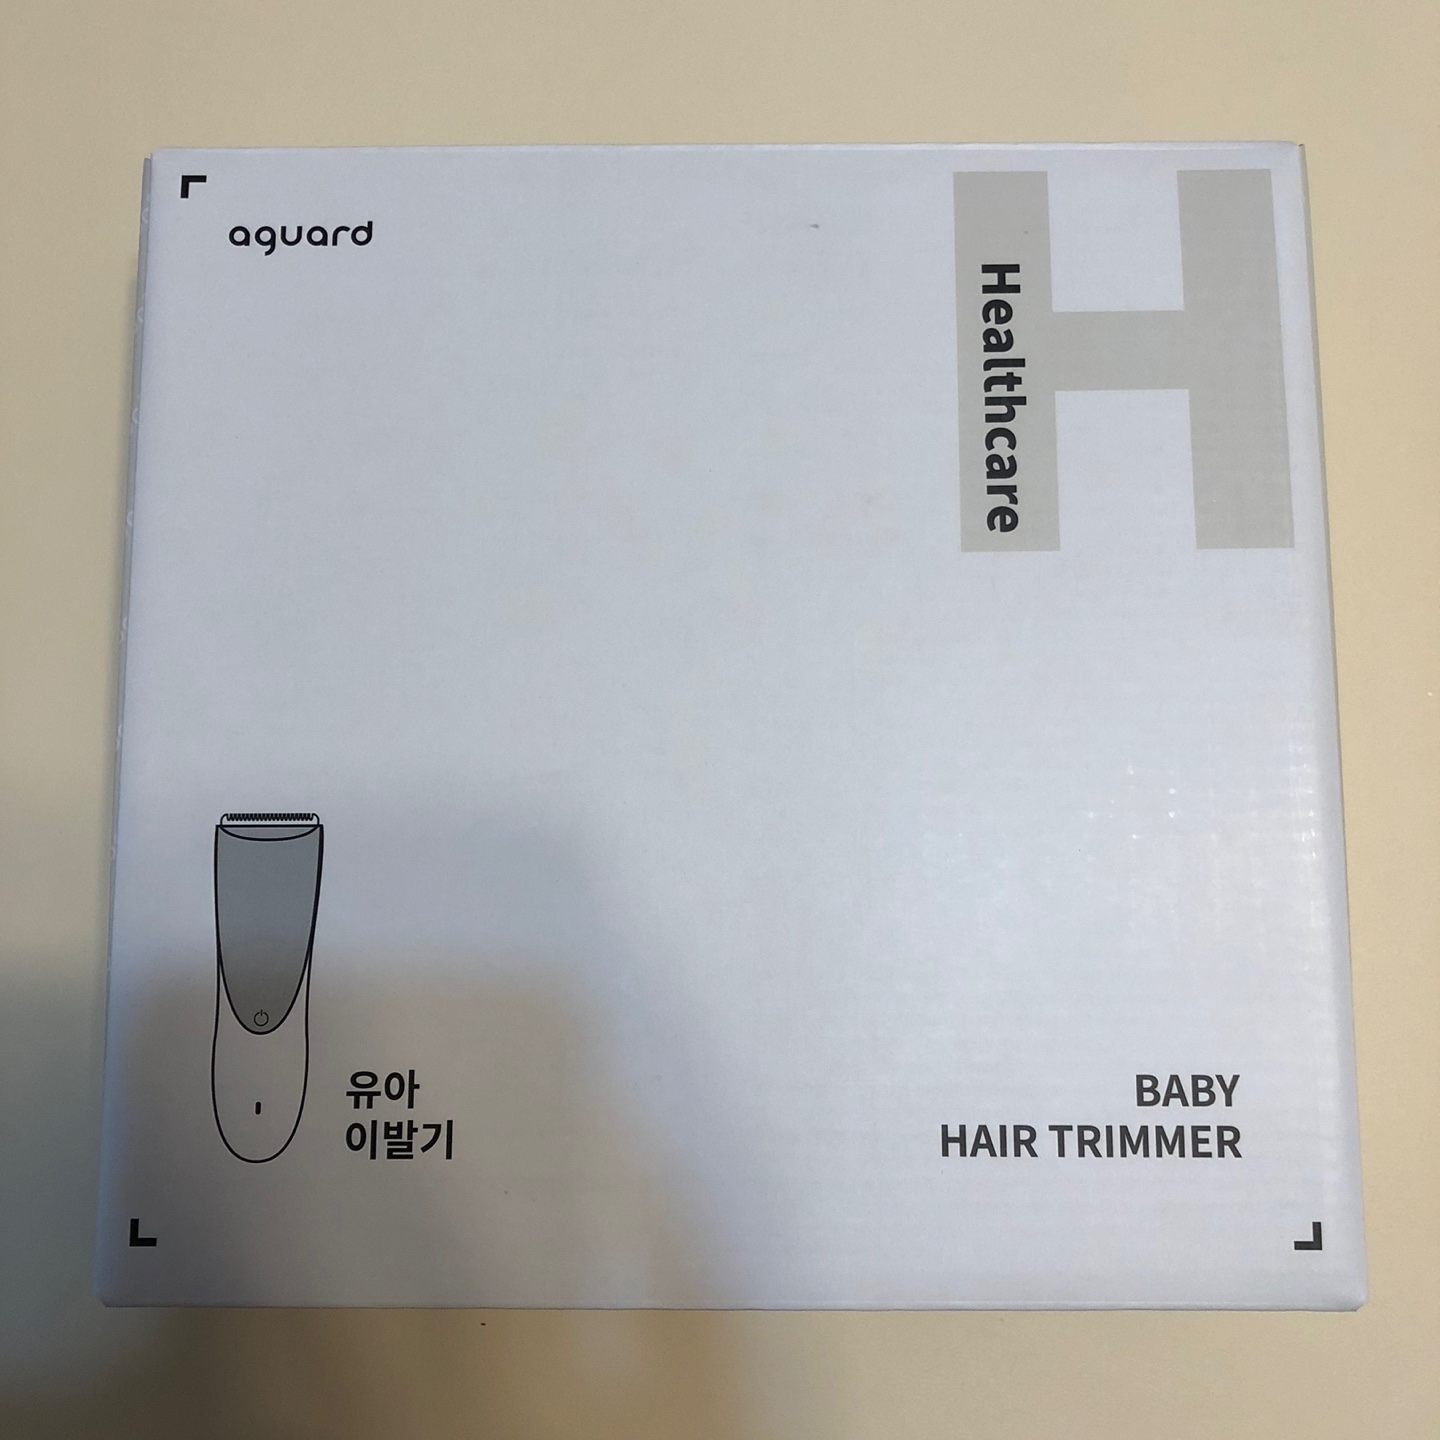 aguard
H
Healthcare
유아
이발기
BABY
HAIR TRIMMER